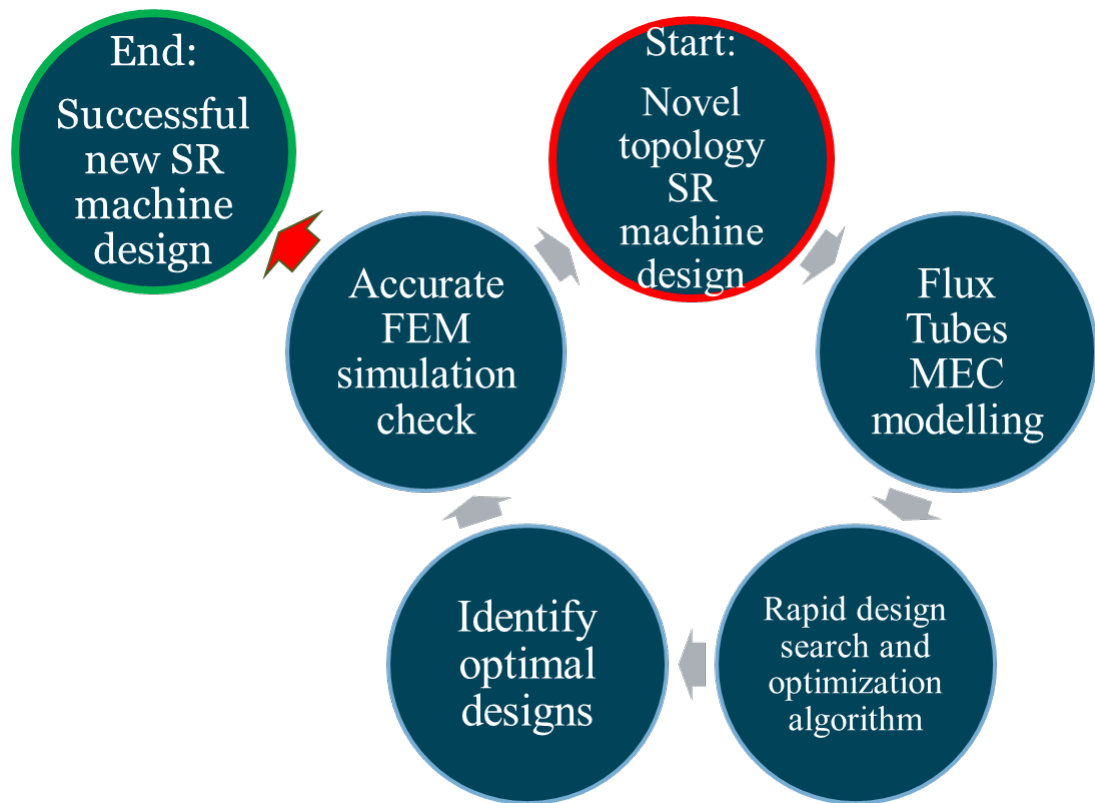 End:
Successful
new SR
machine
design
Start:
Novel
topology
SR
machine
design
Flux
Tubes
MEC
modelling
Rapid design
search and
optimization
algorithm
Identify
optimal
designs
Accurate
FEM
simulation
check